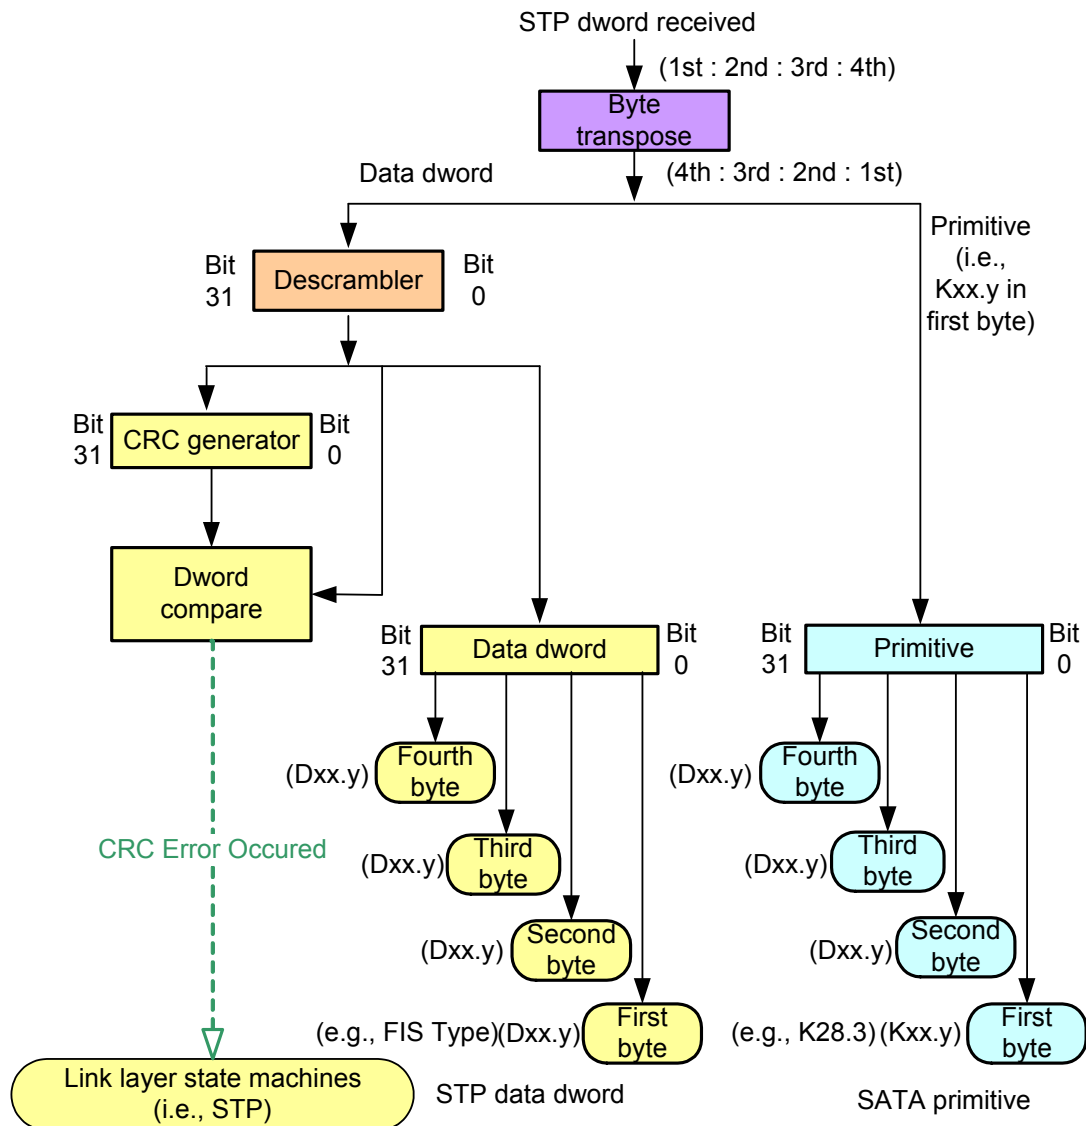 STP dword received
(1st : 2nd : 3rd : 4th)
Byte
transpose
(4th : 3rd : 2nd : 1st)
Data dword
Primitive
(i.e.,
Kxx.y in
first byte)
Bit
31
Descrambler
Bit
0
Bit
31
CRC generator
Bit
0
Dword
compare
Bit
31
Data dword
Bit
0
Bit
31
Primitive
Bit
0
(Dxx.y)
Fourth
byte
(Dxx.y)
Fourth
byte
CRC Error Occured
(Dxx.y)
Third
byte
(Dxx.y)
Third
byte
(Dxx.y)
Second
byte
(Dxx.y)
Second
byte
(e.g., FIS Type) (Dxx.y)
First
byte
(e.g., K28.3) (Kxx.y)
First
byte
Link layer state machines
(i.e., STP)
STP data dword
SATA primitive